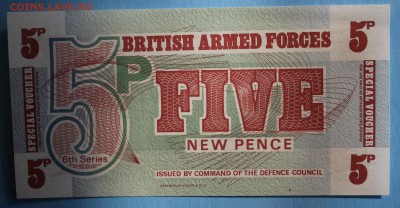 COINS.LAVE.RU
5P
BRITISH ARMED FORCES
5P
SPECIAL VOUCHER
5P
FIVE
SPECIAL VOUCHER
NEW PENCE
6th Series
5P
ISSUED BY COMMAND OF THE DEFENCE COUNCIL
5P